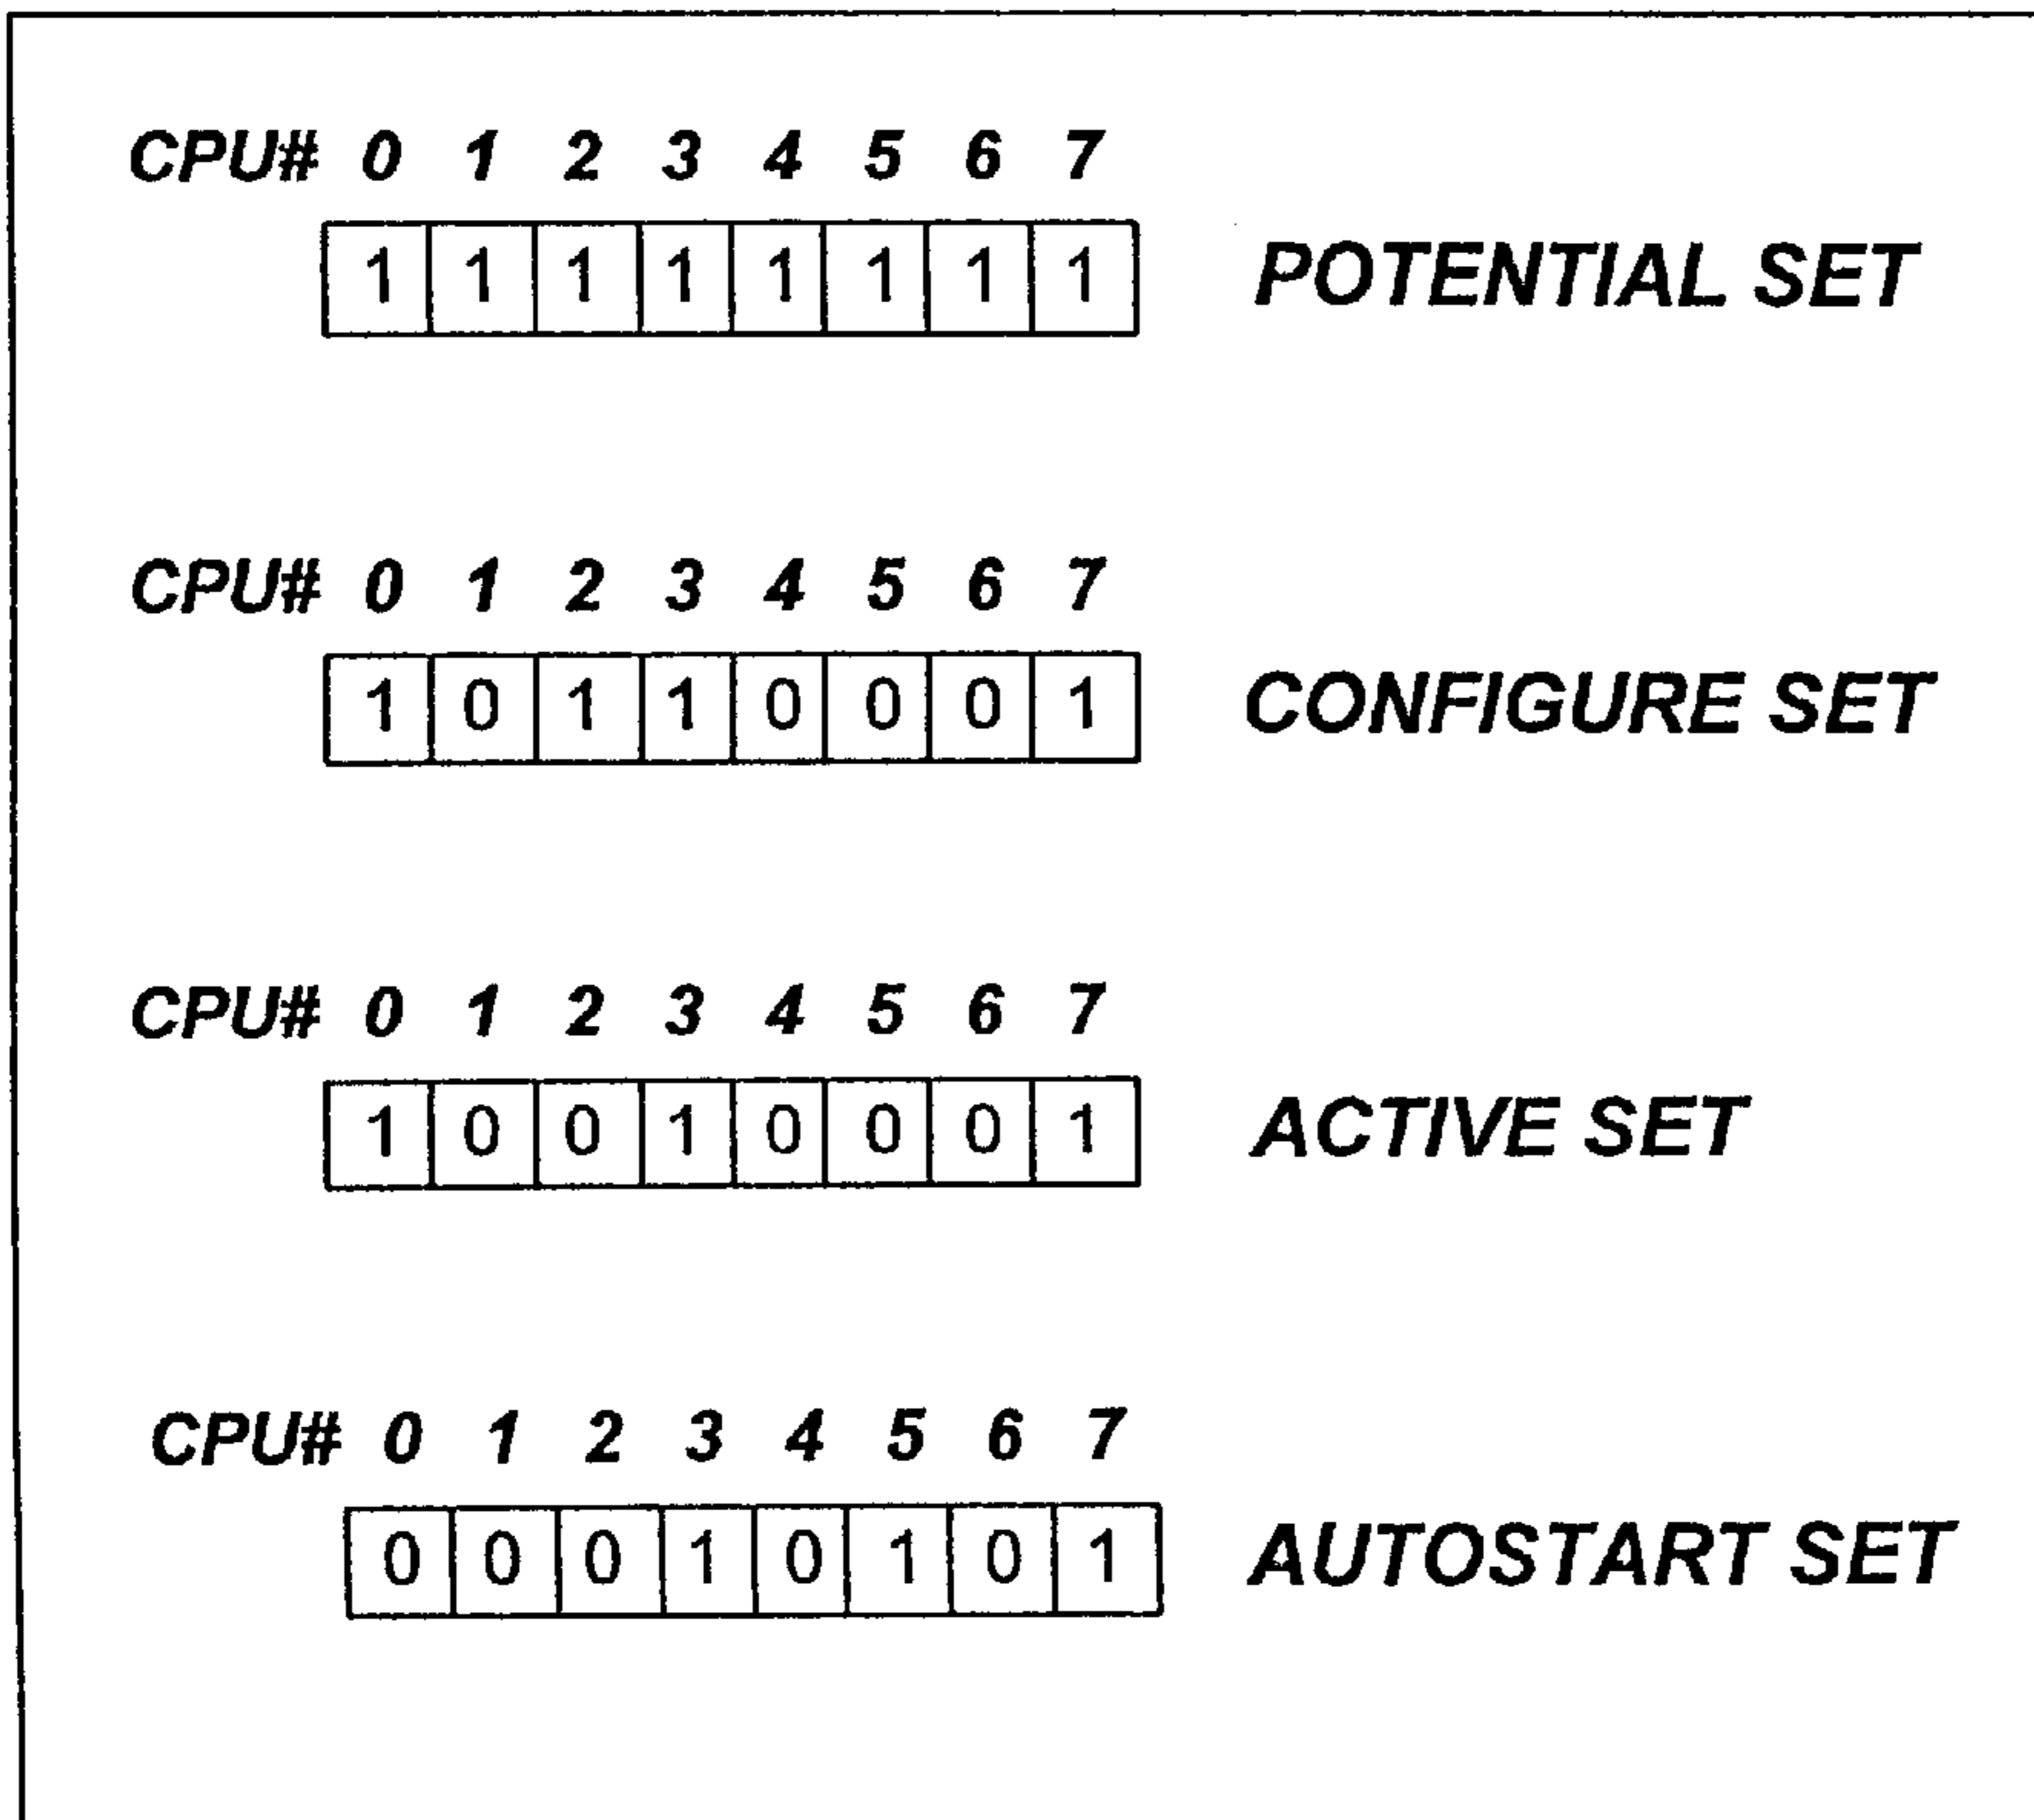 CPU# 0 1 2 3 4 5 6 7
1 1 1 1 1 1 1 1 POTENTIAL SET
CPU# 0 1 2 3 4 5 6 7
1 0 1 1 0 0 0 1 CONFIGURE SET
CPU# 0 1 2 3 4 5 6 7
1 0 0 1 0 0 0 1 ACTIVE SET
CPU# 0 1 2 3 4 5 6 7
0 0 0 1 0 1 0 1 AUTOSTART SET